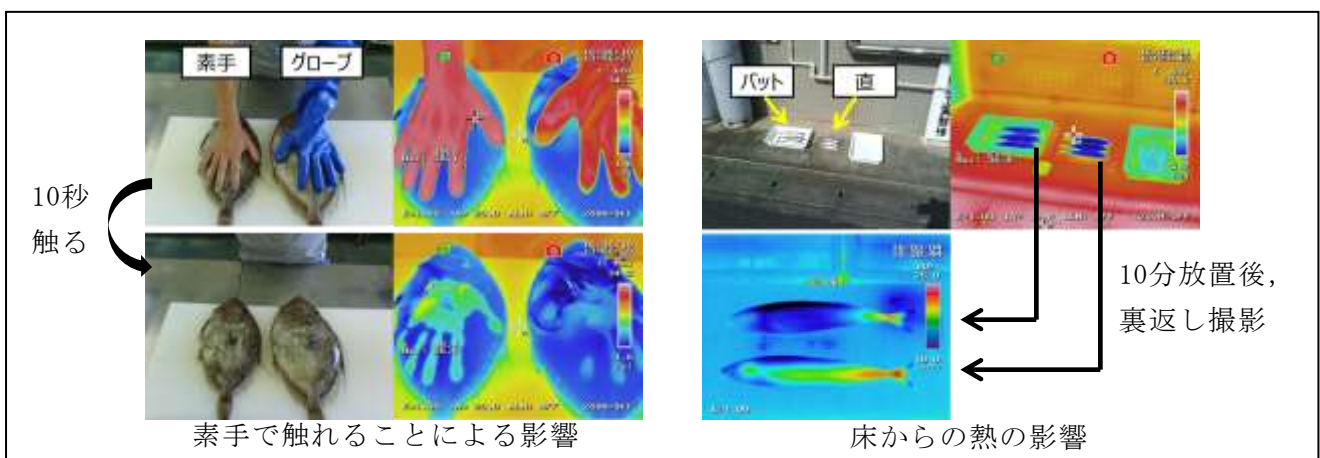 素手
グローブ
10秒
触る
素手で触れることによる影響
バット
直
10分放置後,
裏返し撮影
床からの熱の影響